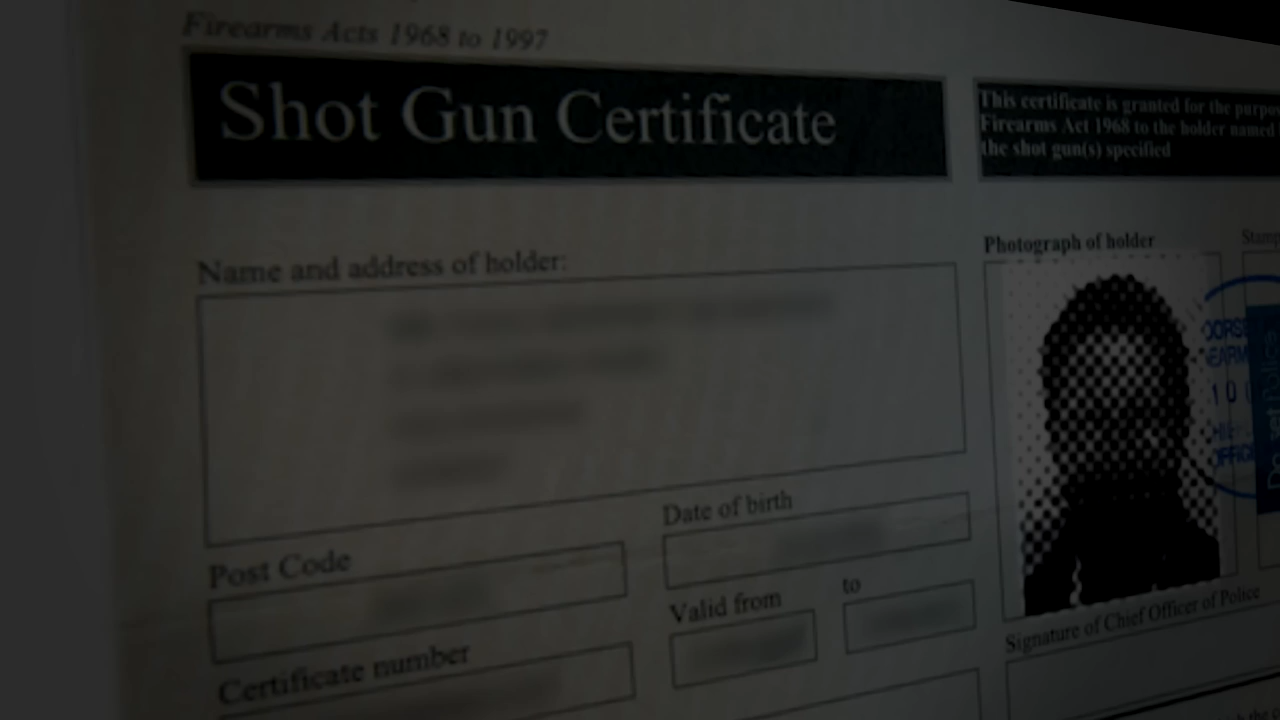 Firearms Acts 1968 to 1997
Shot Gun Certificate
This certificate is granted for the
Firearms Act 1968 to the holder named
the shot gun(s) specified
Name and address of holder:
Photograph of holder
Date of birth
Post Code
Valid from
to
Certificate number
Signature of Chief Officer of Police
Dorset Police